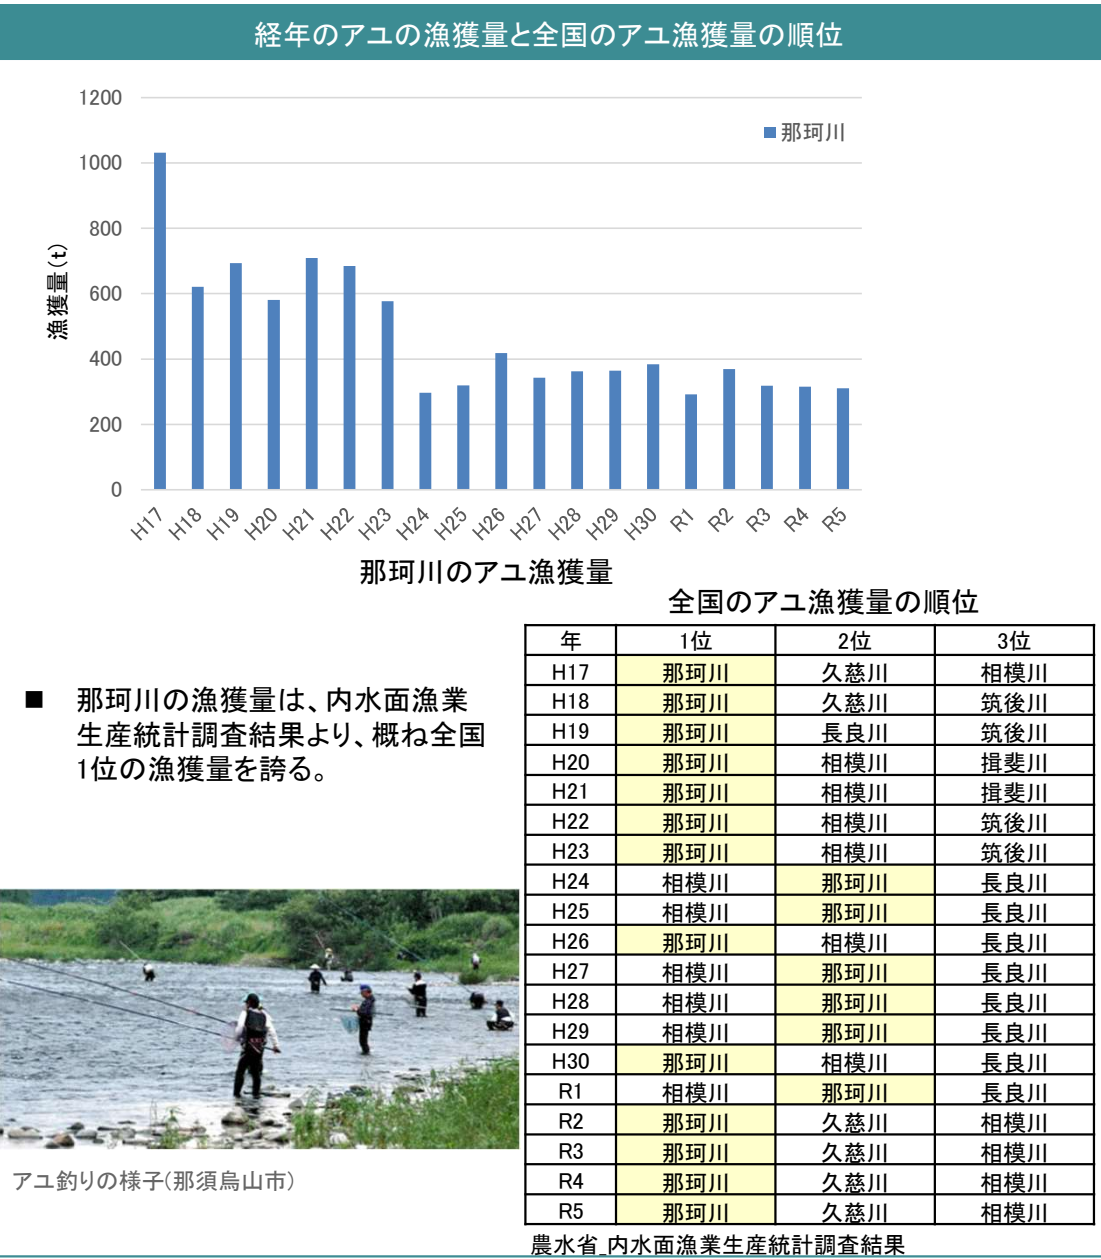 経年のアユの漁獲量と全国のアユ漁獲量の順位
1200
1000
800
600
400
200
0
漁獲量(t)
■那珂川
H17 H18 H19 H20 H21 H22 H23 H24 H25 H26 H27 H28 H29 H30 R1 R2 R3 R4 R5
那珂川のアユ漁獲量
■ 那珂川の漁獲量は、内水面漁業
生産統計調査結果より、概ね全国
1位の漁獲量を誇る。
アユ釣りの様子(那須烏山市)
全国のアユ漁獲量の順位
年 1位 2位 3位
H17 那珂川 久慈川 相模川
H18 那珂川 久慈川 筑後川
H19 那珂川 長良川 筑後川
H20 那珂川 相模川 揖斐川
H21 那珂川 相模川 揖斐川
H22 那珂川 相模川 筑後川
H23 那珂川 相模川 筑後川
H24 相模川 那珂川 長良川
H25 相模川 那珂川 長良川
H26 那珂川 相模川 長良川
H27 相模川 那珂川 長良川
H28 相模川 那珂川 長良川
H29 相模川 那珂川 長良川
H30 那珂川 相模川 長良川
R1 相模川 那珂川 長良川
R2 那珂川 久慈川 相模川
R3 那珂川 久慈川 相模川
R4 那珂川 久慈川 相模川
R5 那珂川 久慈川 相模川
農水省_内水面漁業生産統計調査結果